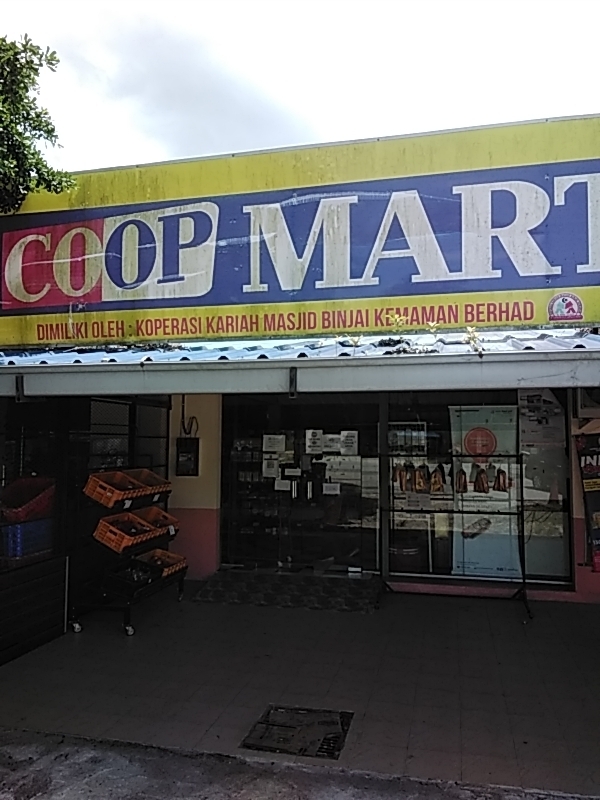 COOP MART
DIMILIKI OLEH : KOPERASI KARIAH MASJID BINJAI KEMAMAN BERHAD